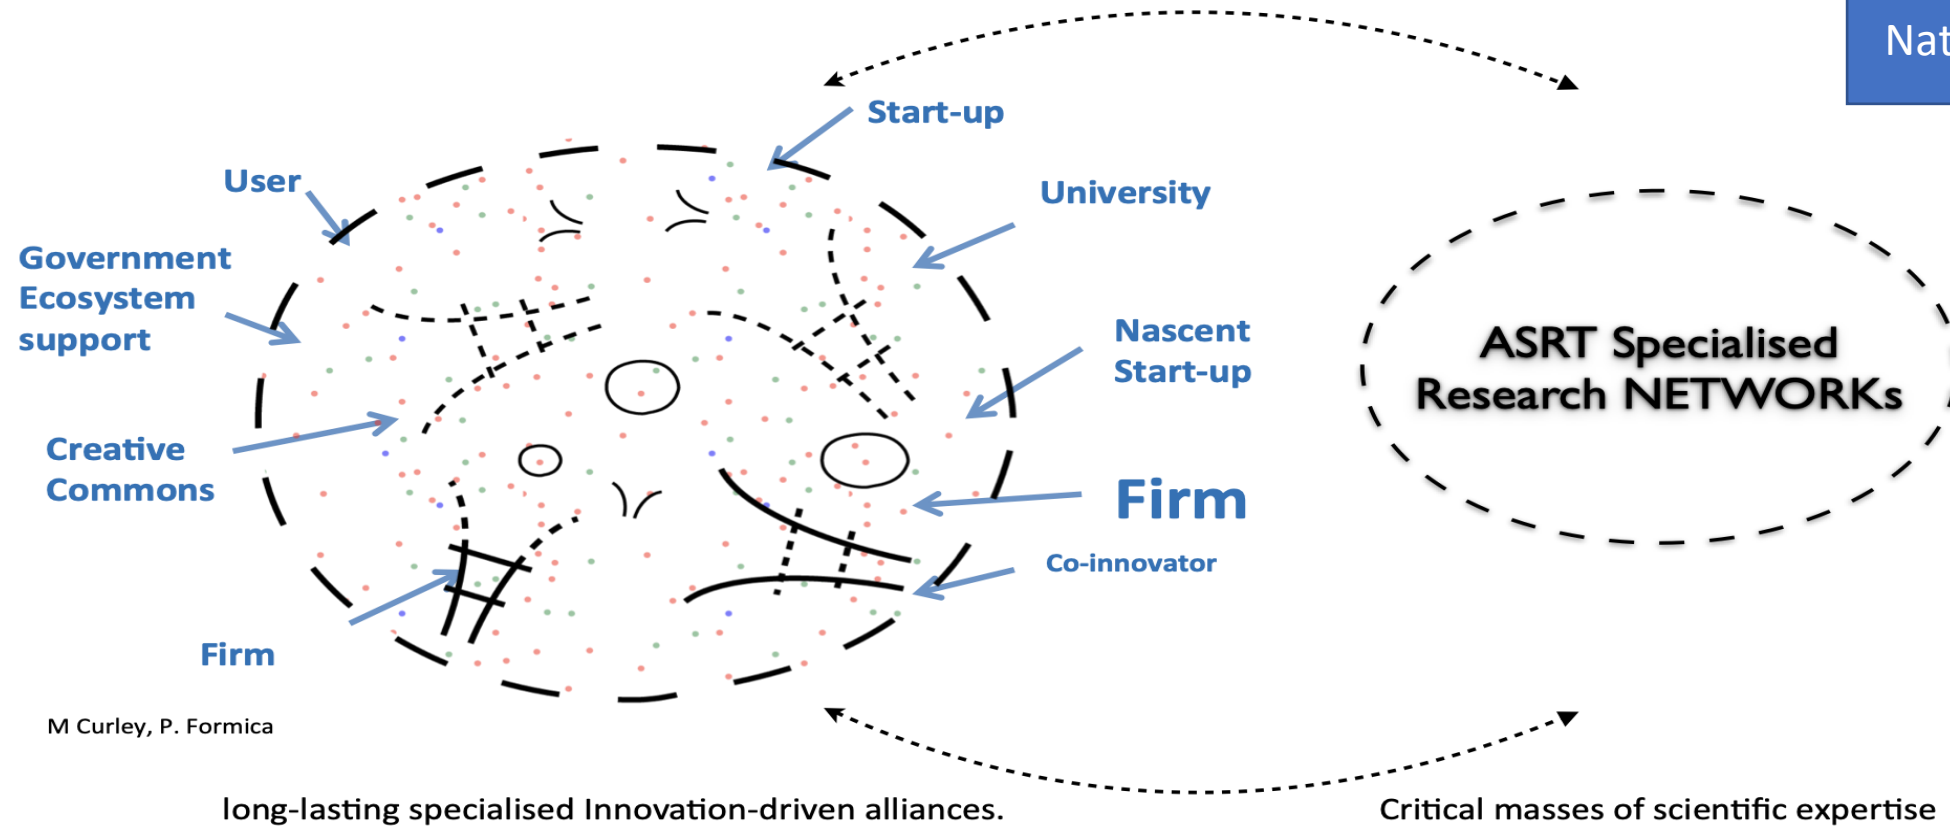 Nat
Start-up
User
University
Government
Ecosystem
support
Nascent
Start-up
ASRT Specialised
Research NETWORKs
Creative
Commons
Firm
Co-innovator
Firm
M Curley, P. Formica
long-lasting specialised Innovation-driven alliances.
Critical masses of scientific expertise